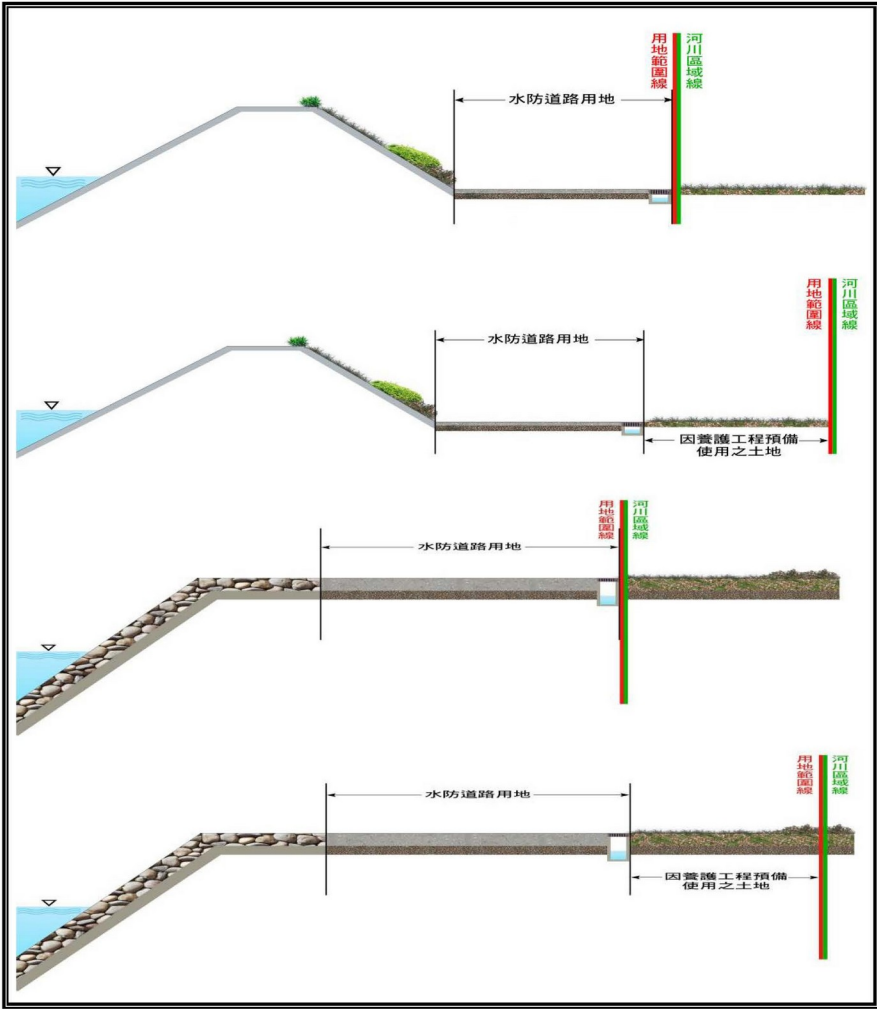 用地範圍線
河川區域線
水防道路用地
用地範圍線
河川區域線
水防道路用地
因養護工程預備
使用之土地
用地範圍線
河川區域線
水防道路用地
用地範圍線
河川區域線
水防道路用地
因養護工程預備
使用之土地